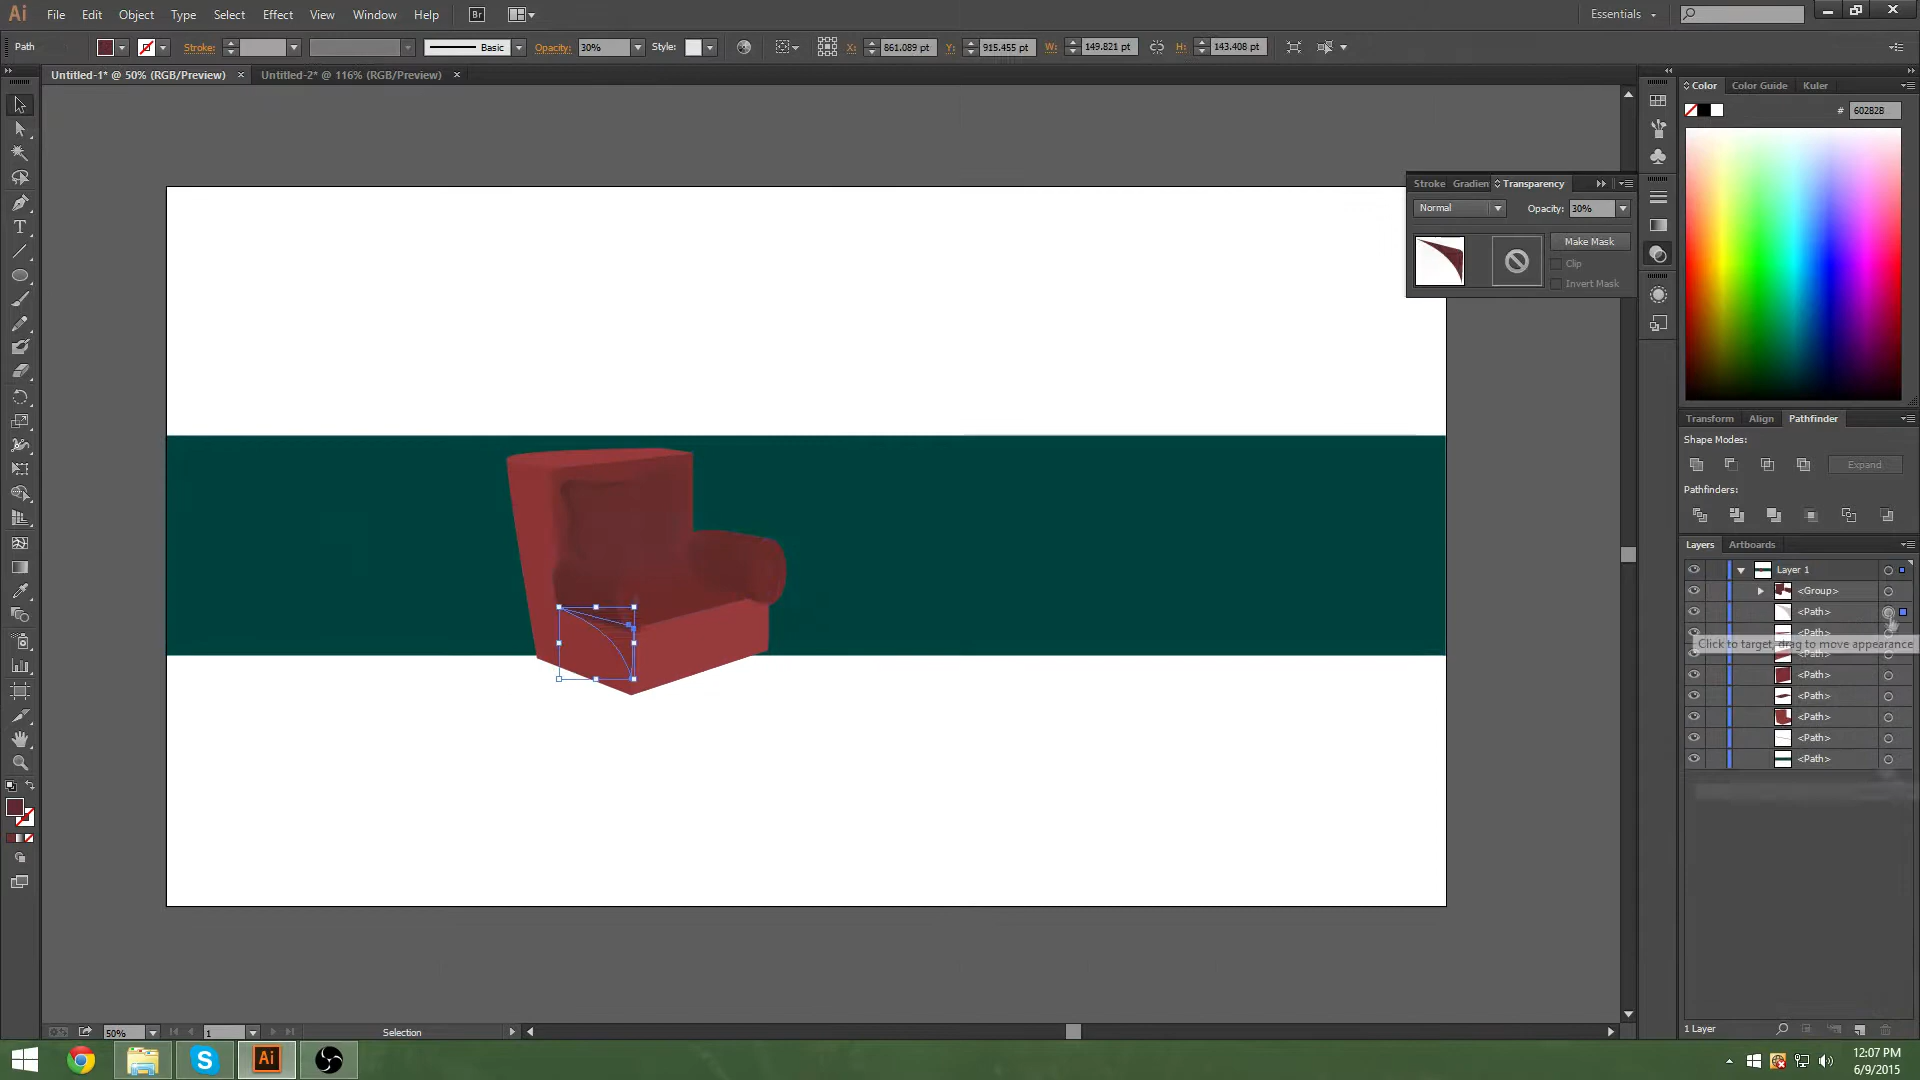 Ai File Edit Object Type Select Effect View Window Help Br Essentials
Path Stroke: Basic Opacity: 30% Style: X: 861.089 pt Y: 915.455 pt W: 149.821 pt H: 143.408 pt
Untitled-1* @ 50% (RGB/Preview) × Untitled-2* @ 116% (RGB/Preview) ×
Color Color Guide Kuler
# 602828
Stroke Gradien Transparency
Normal Opacity: 30%
Make Mask
Clip
Invert Mask
Transform Align Pathfinder
Shape Modes:
Expand
Pathfinders:
Layers Artboards
Layer 1
<Group>
<Path>
<Path>
Click to target, drag to move appearance
<Path>
<Path>
<Path>
<Path>
<Path>
<Path>
1 Layer
50% 1 Selection
Ai
12:07 PM
6/9/2015